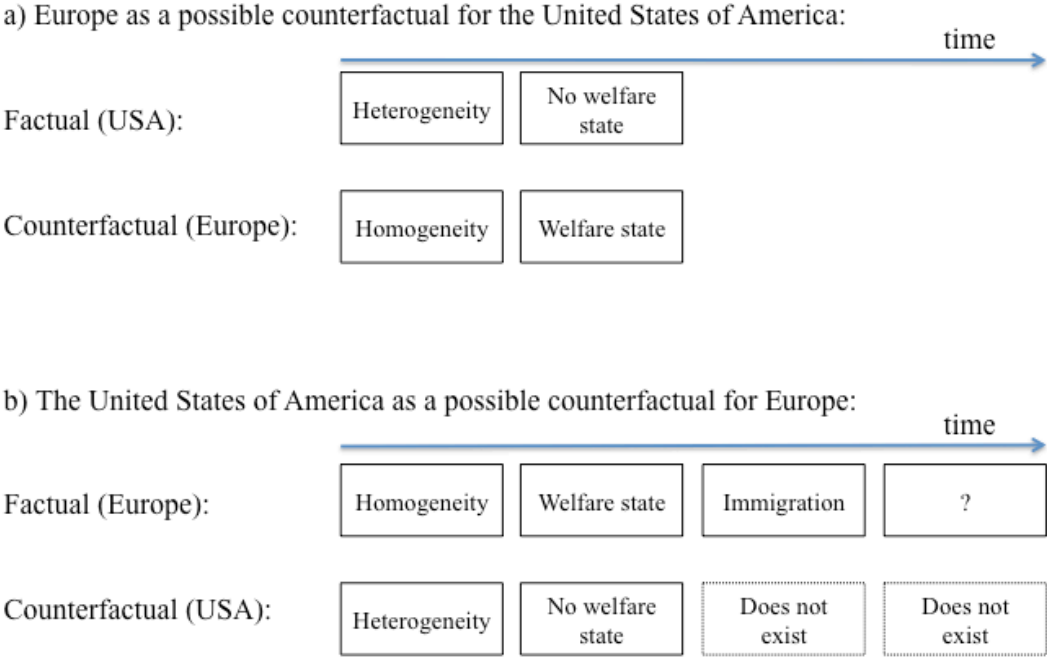 a) Europe as a possible counterfactual for the United States of America:
time
Factual (USA):
Heterogeneity
No welfare
state
Counterfactual (Europe):
Homogeneity
Welfare state
b) The United States of America as a possible counterfactual for Europe:
time
Factual (Europe):
Homogeneity
Welfare state
Immigration
?
Counterfactual (USA):
Heterogeneity
No welfare
state
Does not
exist
Does not
exist